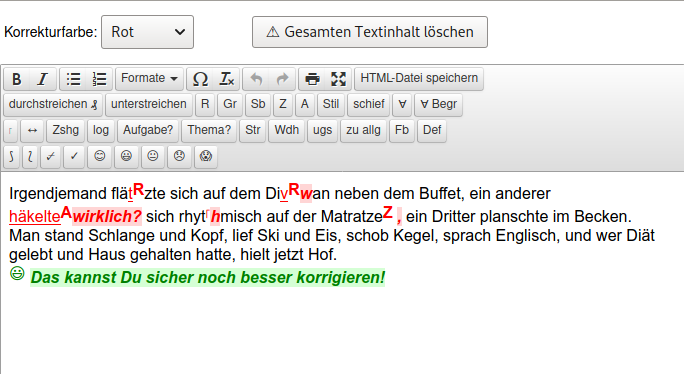 Korrekturfarbe: Rot ⚠ Gesamten Textinhalt löschen
B I Formate Ω Tx HTML-Datei speichern
durchstreichen ₰ unterstreichen R Gr Sb Z A Stil schief ∀ ∀ Begr
┌ ↔ Zshg log Aufgabe? Thema? Str Wdh ugs zu allg Fb Def
Irgendjemand flätRzte sich auf dem DivRwan neben dem Buffet, ein anderer
häkelteAwirklich? sich rhyt┌hmisch auf der MatratzeZ , ein Dritter planschte im Becken.
Man stand Schlange und Kopf, lief Ski und Eis, schob Kegel, sprach Englisch, und wer Diät
gelebt und Haus gehalten hatte, hielt jetzt Hof.
😃 Das kannst Du sicher noch besser korrigieren!